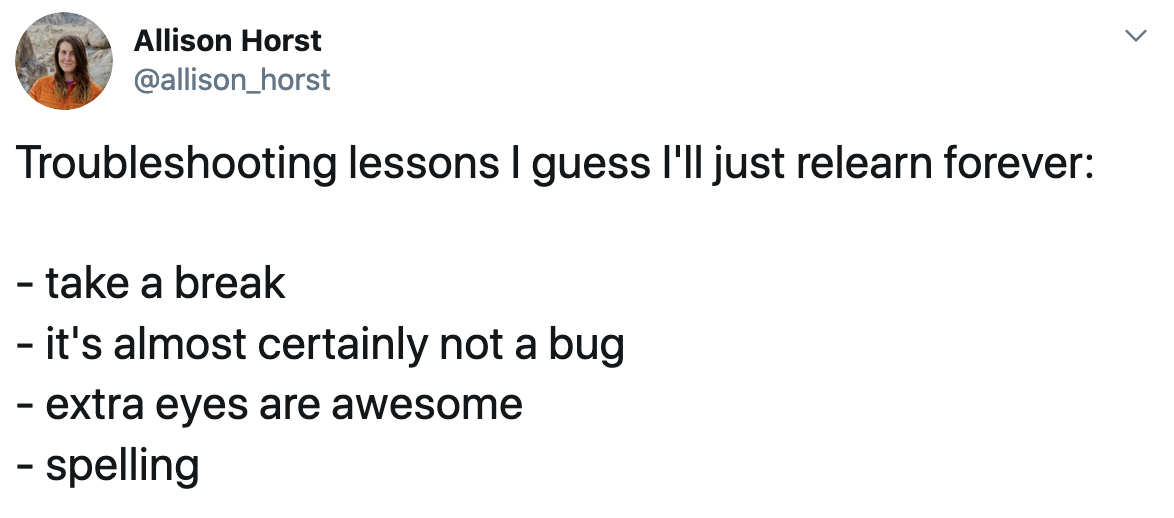 Allison Horst
@allison_horst
Troubleshooting lessons I guess I'll just relearn forever:
- take a break
- it's almost certainly not a bug
- extra eyes are awesome
- spelling